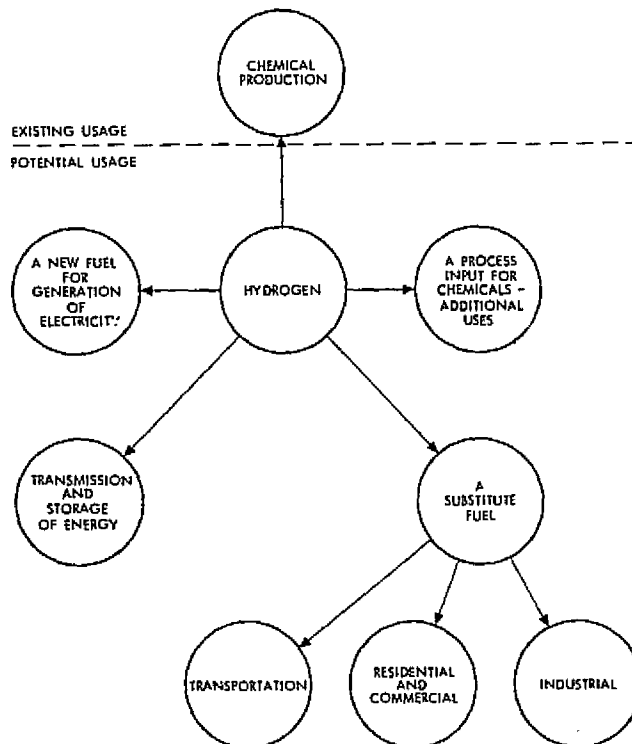 CHEMICAL
PRODUCTION
EXISTING USAGE
POTENTIAL USAGE
A NEW FUEL
FOR
GENERATION
OF
ELECTRICITY
HYDROGEN
A PROCESS
INPUT FOR
CHEMICALS -
ADDITIONAL
USES
TRANSMISSION
AND
STORAGE
OF ENERGY
A
SUBSTITUTE
FUEL
TRANSPORTATION
RESIDENTIAL
AND
COMMERCIAL
INDUSTRIAL